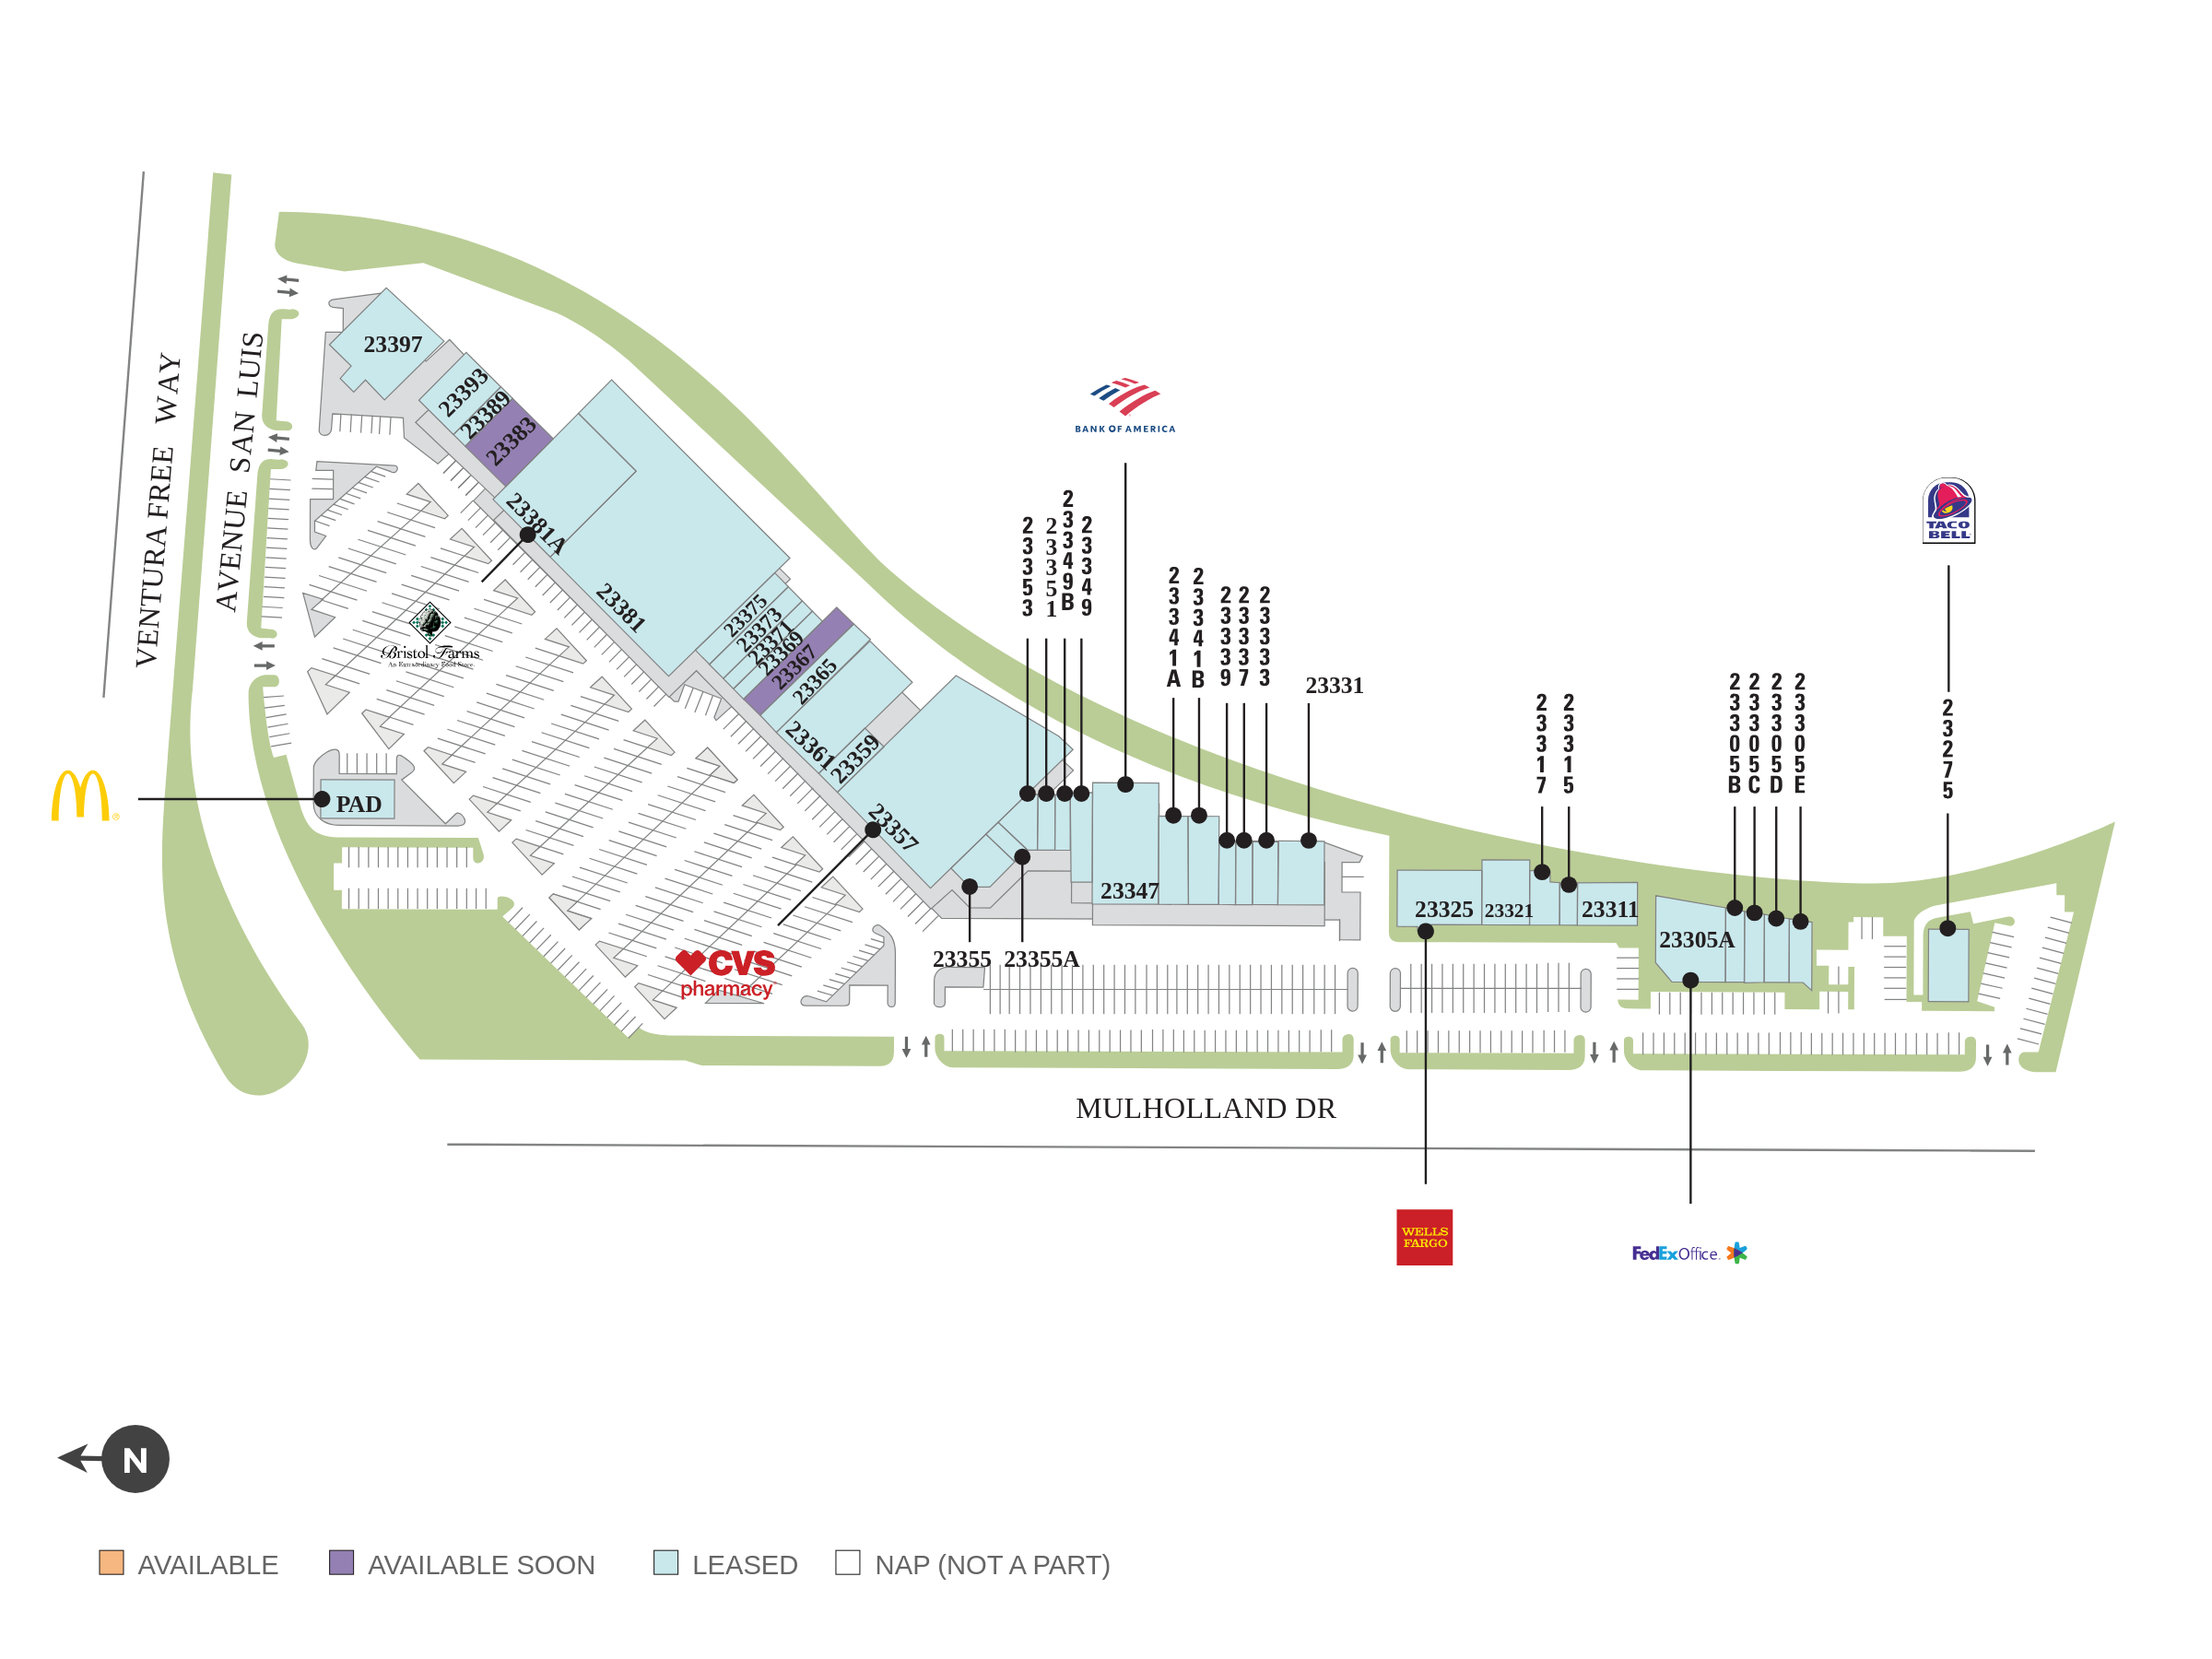 VENTURA FREE WAY
AVENUE SAN LUIS
23397
23393
23389
23383
23381A
23381
23375
23373
23371
23369
23367
23365
23361
23359
23357
Bristol Farms
An Extraordinary Food Store.
PAD
®
CVS
pharmacy
BANK OF AMERICA
23353
23351
23349B
23349
23341A
23341B
23339
23337
23333
23331
23347
23355
23355A
TACO
BELL
23317
23315
23305B
23305C
23305D
23305E
23275
23325
23321
23311
23305A
MULHOLLAND DR
WELLS
FARGO
FedEx Office.
N
AVAILABLE
AVAILABLE SOON
LEASED
NAP (NOT A PART)